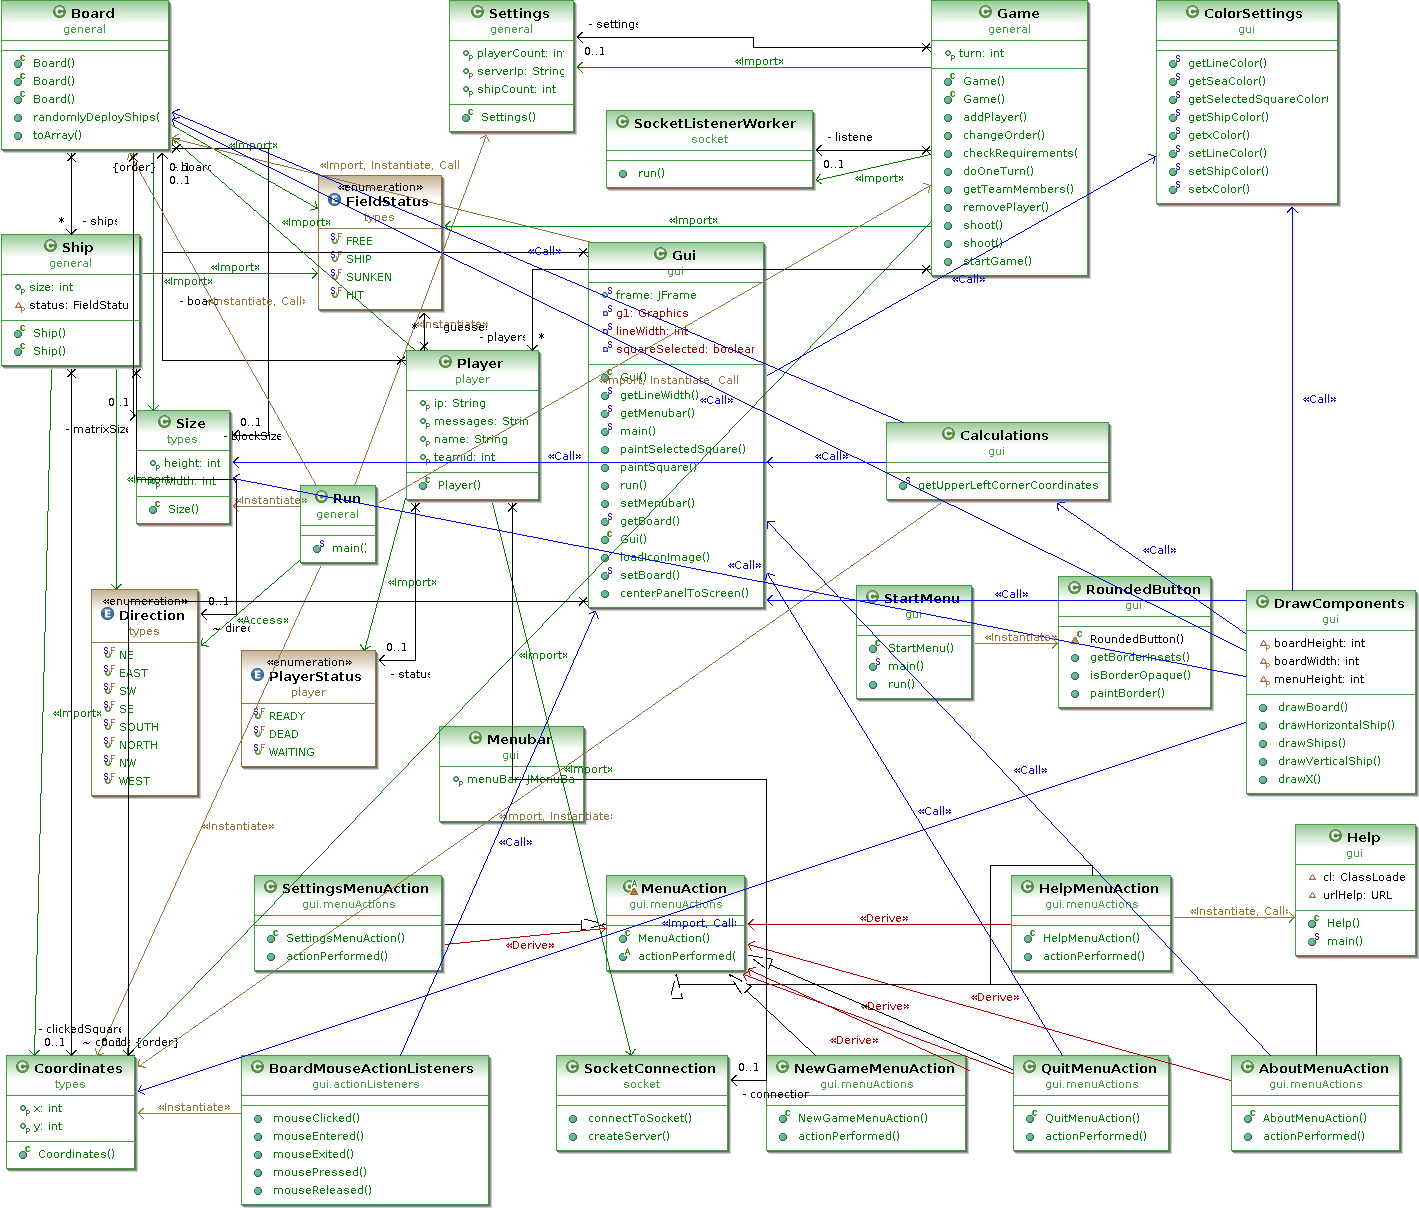 Board
general
Board()
Board()
Board()
randomlyDeployShips(
toArray()
Settings
general
playerCount: int
serverIp: String
shipCount: int
Settings()
Game
general
turn: int
Game()
Game()
addPlayer()
changeOrder()
checkRequirements(
doOneTurn()
getTeamMembers()
removePlayer()
shoot()
shoot()
startGame()
ColorSettings
gui
getLineColor()
getSeaColor()
getSelectedSquareColor(
getShipColor()
getxColor()
setLineColor()
setShipColor()
setxColor()
- settings
0..1
«Import»
SocketListenerWorker
socket
run()
- listene
0..1
«Import»
«Import»
{order}
0..1
0..1
«Import, Instantiate, Call
«enumeration»
FieldStatus
types
FREE
SHIP
SUNKEN
HIT
«Import»
«Import»
*
- ships
Ship
general
size: int
status: FieldStatu
Ship()
Ship()
«Import»
«Import»
- boar
«Instantiate, Call
«Call»
«Instantiate»
*
- guesse
- players
*
Gui
gui
frame: JFrame
g1: Graphics
lineWidth: int
squareSelected: boolear
Gui()
getLineWidth()
getMenubar()
main()
paintSelectedSquare()
paintSquare()
run()
setMenubar()
getBoard()
Gui()
loadIconImage()
setBoard()
centerPanelToScreen()
«Import, Instantiate, Call
«Call»
«Call»
«Call»
Player
player
ip: String
messages: Strin
name: String
teamid: int
Player()
«Call»
«Call»
Calculations
gui
getUpperLeftCornerCoordinates
0..1
- matrixSize
0..1
- blockSize
Size
types
height: int
width: int
Size()
«Import»
«Instantiate»
Run
general
main()
«Call»
«Call»
«enumeration»
Direction
types
NE
EAST
SW
SE
SOUTH
NORTH
NW
WEST
0..1
~ direc
«Access»
«Import»
«Import»
0..1
- status
«enumeration»
PlayerStatus
player
READY
DEAD
WAITING
«Import»
StartMenu
gui
StartMenu()
main()
run()
«Call»
«Instantiate»
RoundedButton
gui
RoundedButton()
getBorderInsets()
isBorderOpaque()
paintBorder()
DrawComponents
gui
boardHeight: int
boardWidth: int
menuHeight: int
drawBoard()
drawHorizontalShip()
drawShips()
drawVerticalShip()
drawX()
Menubar
gui
menuBar: JMenuBa
«Import»
«Import, Instantiate:
«Instantiate»
«Call»
«Call»
«Call»
Help
gui
cl: ClassLoade
urlHelp: URL
Help()
main()
SettingsMenuAction
gui.menuActions
SettingsMenuAction()
actionPerformed()
«Derive»
MenuAction
gui.menuActions
«Import, Call:
MenuAction()
actionPerformed(
«Derive»
HelpMenuAction
gui.menuActions
HelpMenuAction()
actionPerformed()
«Instantiate, Call:
«Derive»
«Derive»
«Derive»
- clickedSquare
0..1
~ coord:
{order}
Coordinates
types
x: int
y: int
Coordinates()
«Instantiate»
BoardMouseActionListeners
gui.actionListeners
mouseClicked()
mouseEntered()
mouseExited()
mousePressed()
mouseReleased()
SocketConnection
socket
connectToSocket()
createServer()
0..1
- connection
NewGameMenuAction
gui.menuActions
NewGameMenuAction()
actionPerformed()
QuitMenuAction
gui.menuActions
QuitMenuAction()
actionPerformed()
AboutMenuAction
gui.menuActions
AboutMenuAction()
actionPerformed()